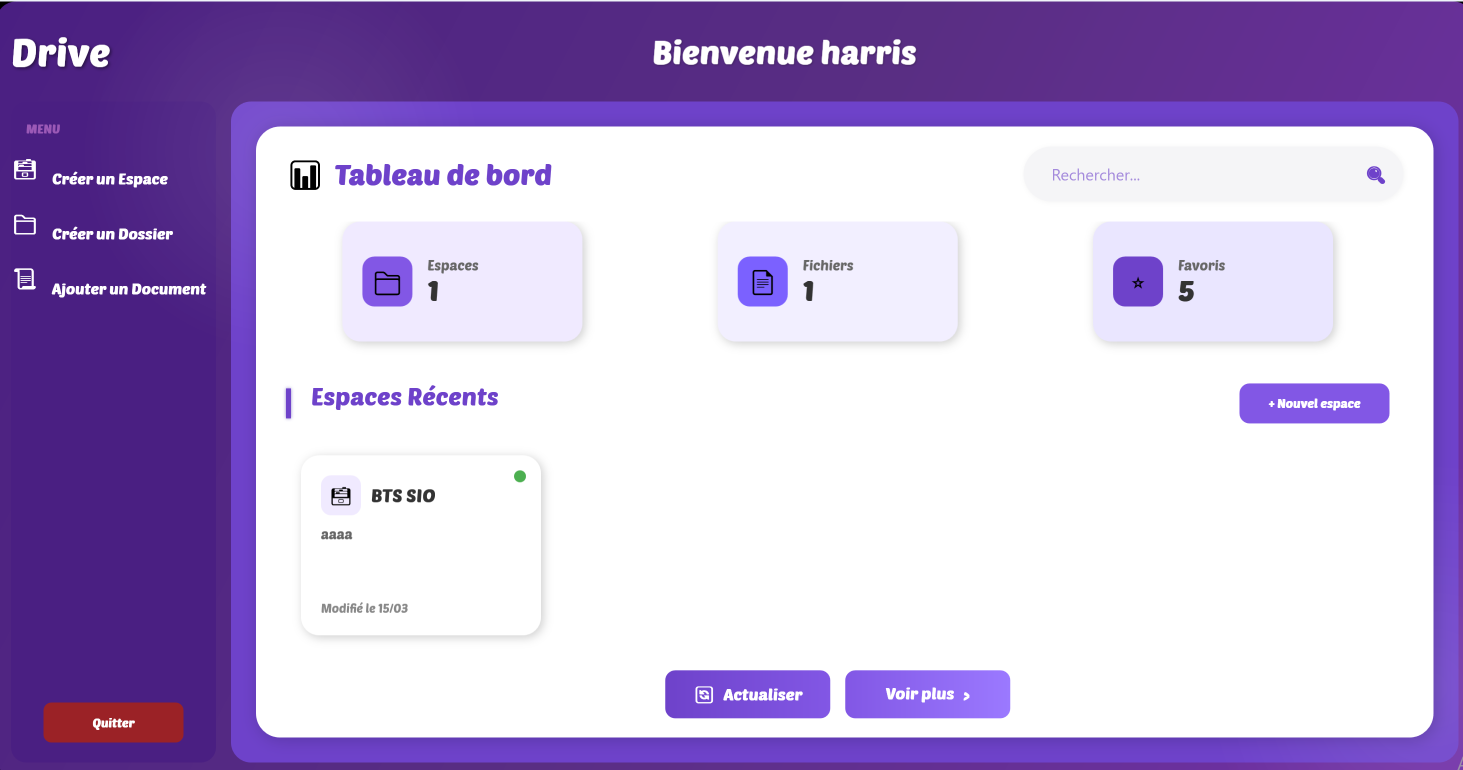 Drive
Bienvenue harris
MENU
Créer un Espace
Créer un Dossier
Ajouter un Document
Quitter
Tableau de bord
Rechercher...
Espaces
1
Fichiers
1
Favoris
5
Espaces Récents
+ Nouvel espace
BTS SIO
aaaa
Modifié le 15/03
Actualiser
Voir plus >